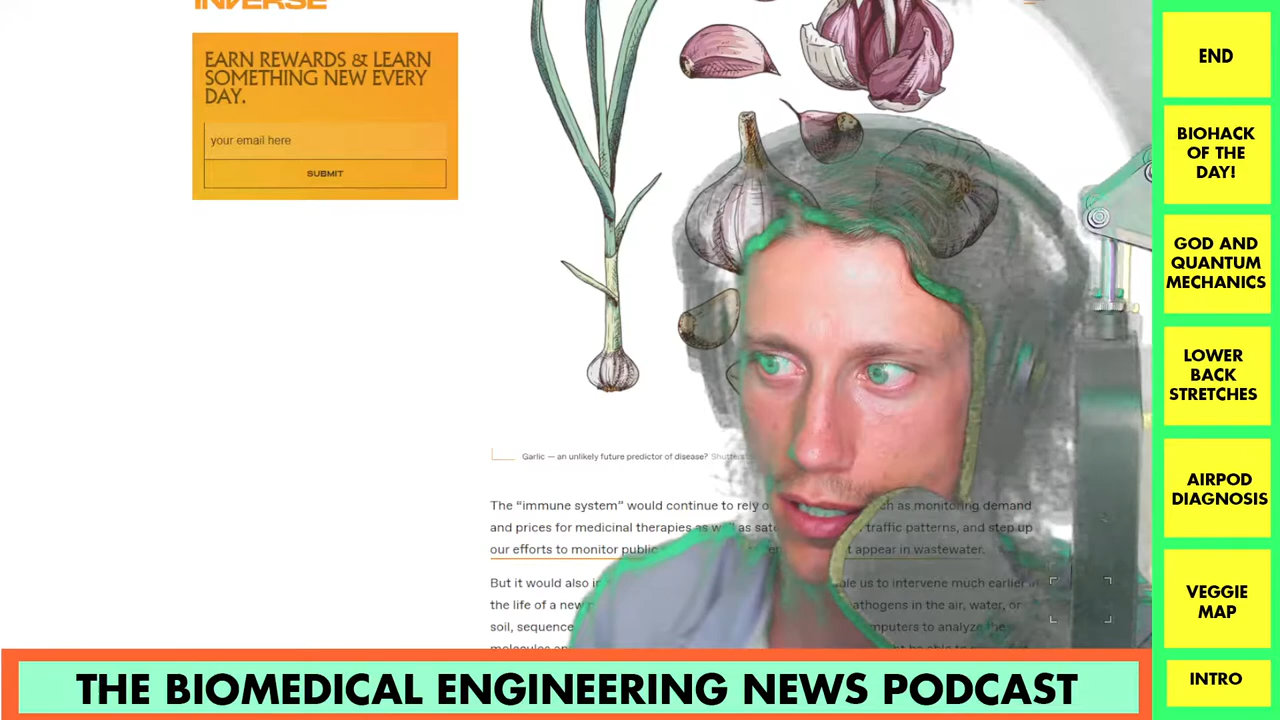 INVERSE
EARN REWARDS & LEARN
SOMETHING NEW EVERY
DAY.
your email here
SUBMIT
Garlic — an unlikely future predictor of disease?
The “immune system” would continue to rely ch as monitoring demand
and prices for medicinal therapies as well as traffic patterns, and step up
our efforts to monitor public t appear in wastewater.
But it would also us to intervene much earlier
the life of a new athogens in the air, water, or
soil, sequence mputers to analyze the
END
BIOHACK
OF THE
DAY!
GOD AND
QUANTUM
MECHANICS
LOWER
BACK
STRETCHES
AIRPOD
DIAGNOSIS
VEGGIE
MAP
INTRO
THE BIOMEDICAL ENGINEERING NEWS PODCAST